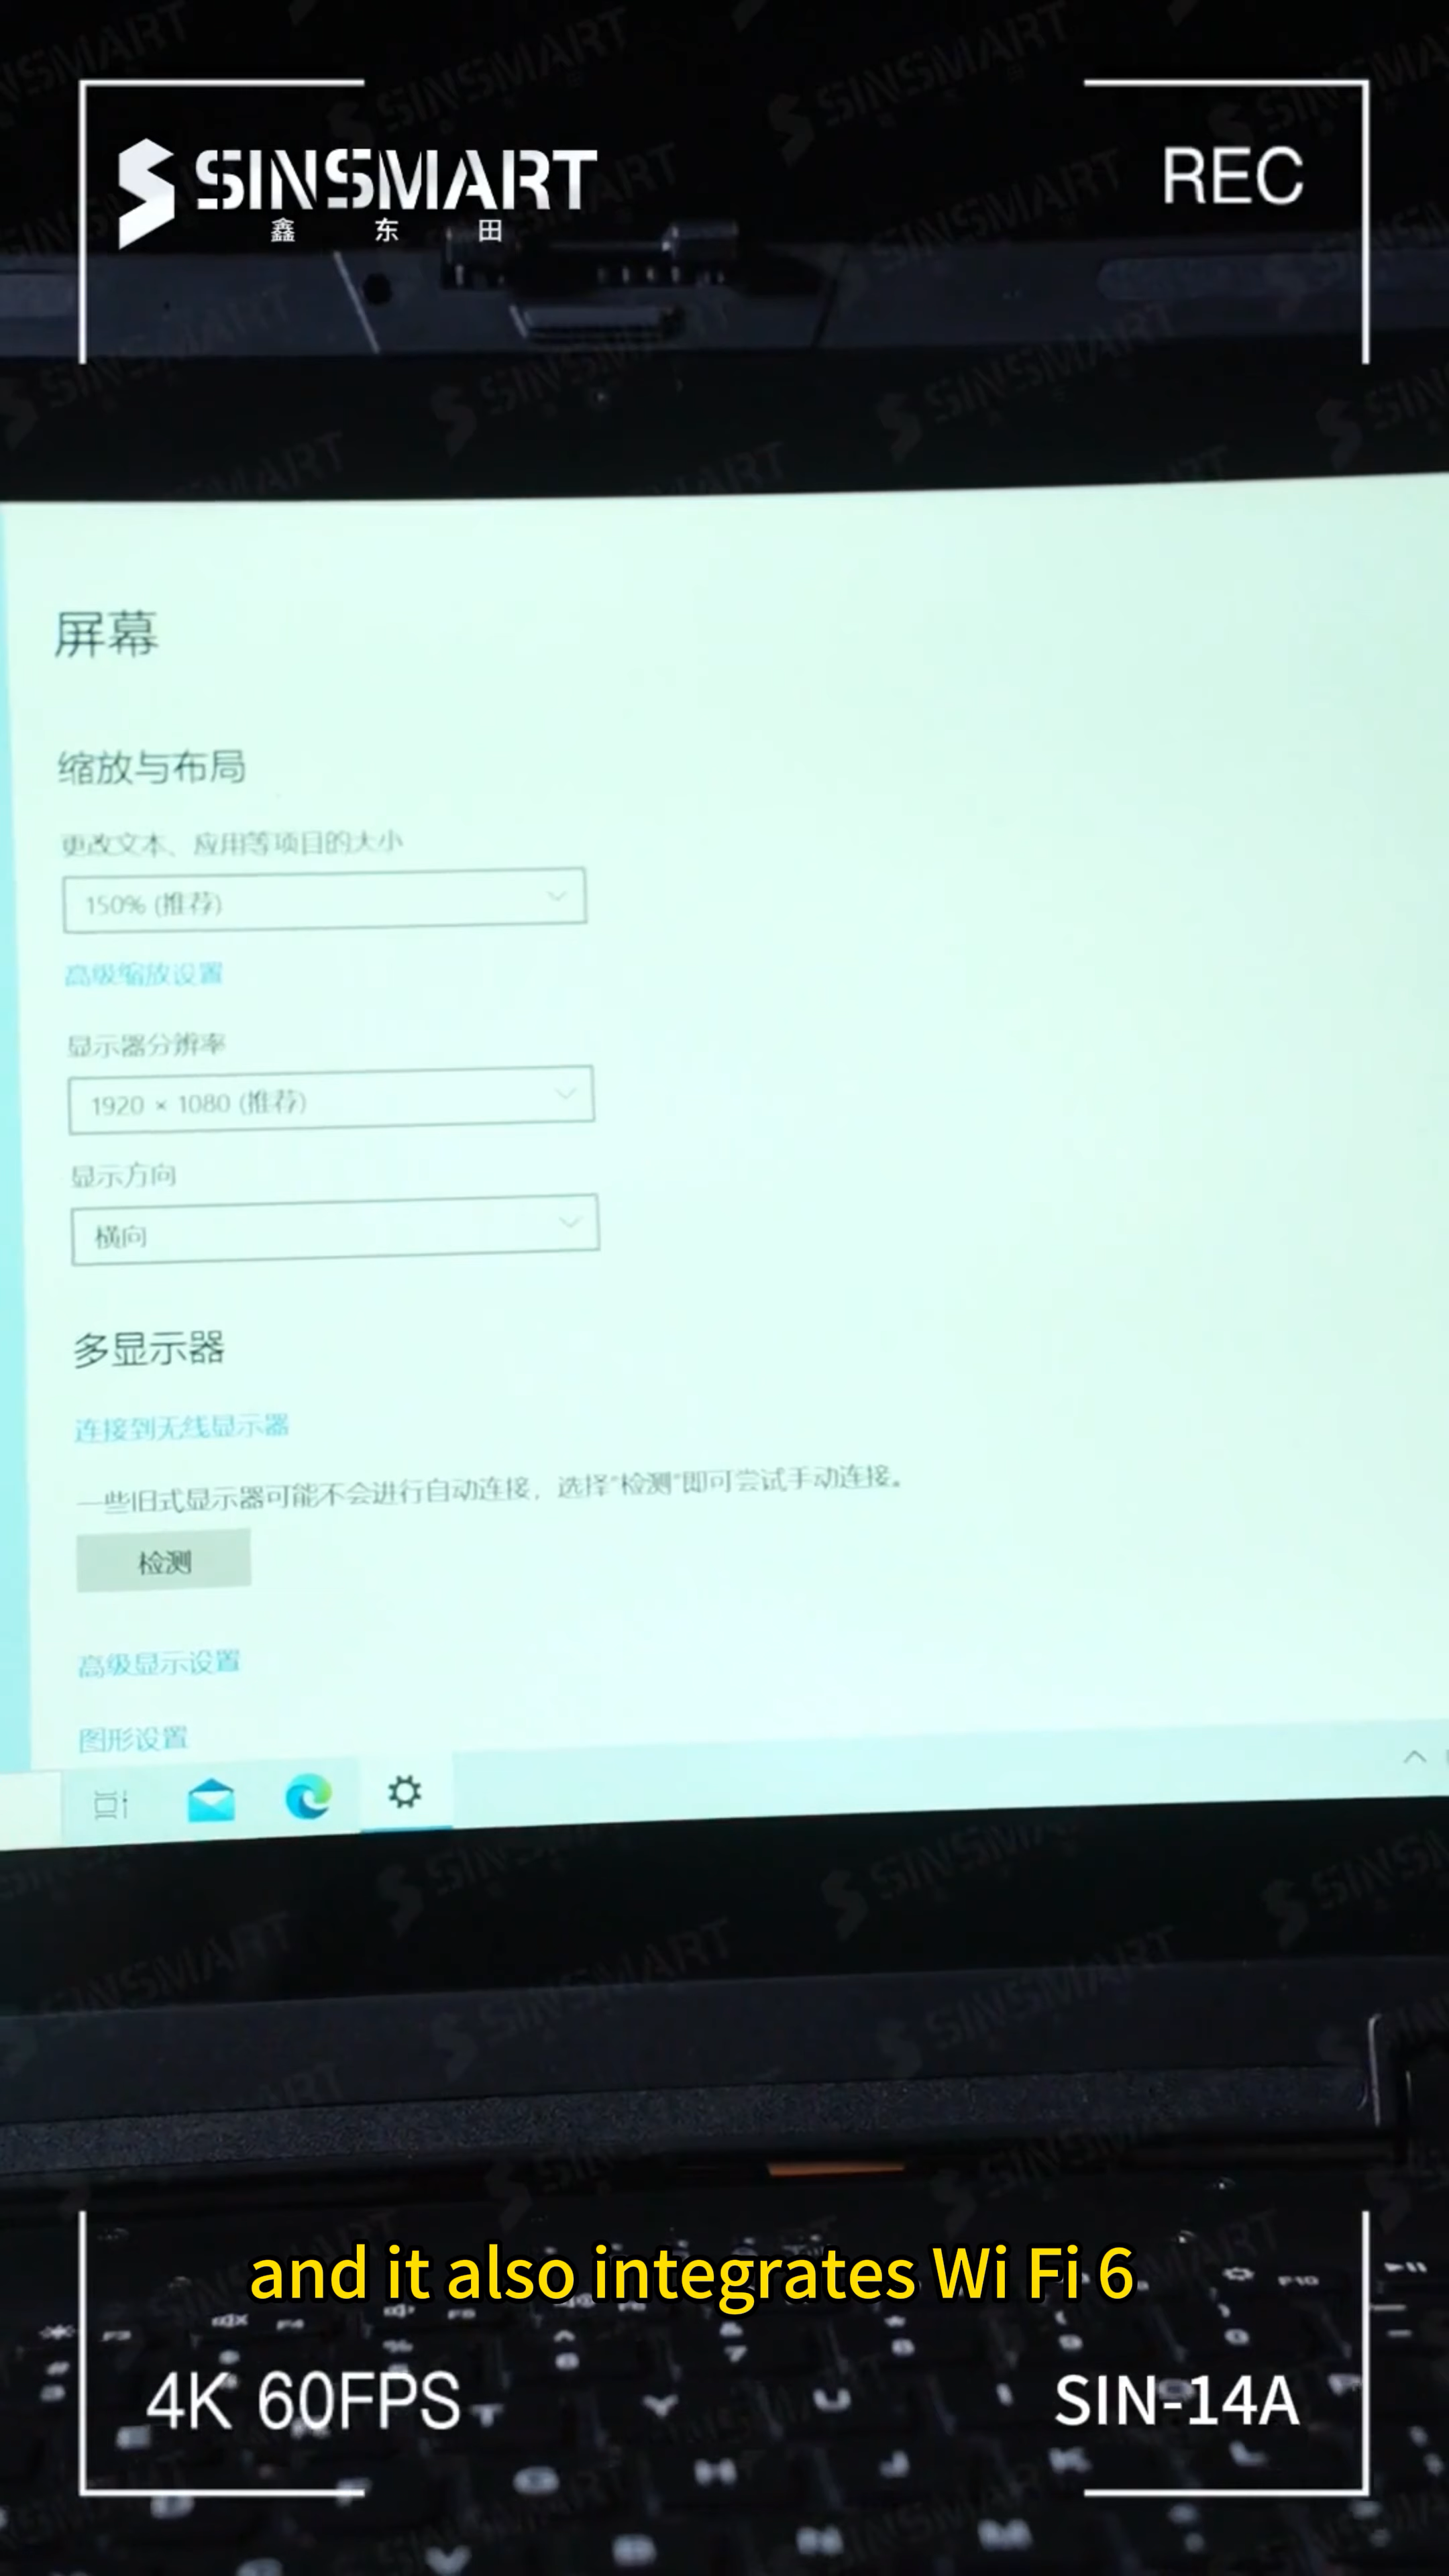 SINSMART
鑫东田
REC
屏幕
缩放与布局
更改文本、应用等项目的大小
150% (推荐)
高级缩放设置
显示器分辨率
1920 × 1080 (推荐)
显示方向
横向
多显示器
连接到无线显示器
一些旧式显示器可能不会进行自动连接，选择"检测"即可尝试手动连接。
检测
高级显示设置
图形设置
and it also integrates Wi Fi 6
4K 60FPS
SIN-14A